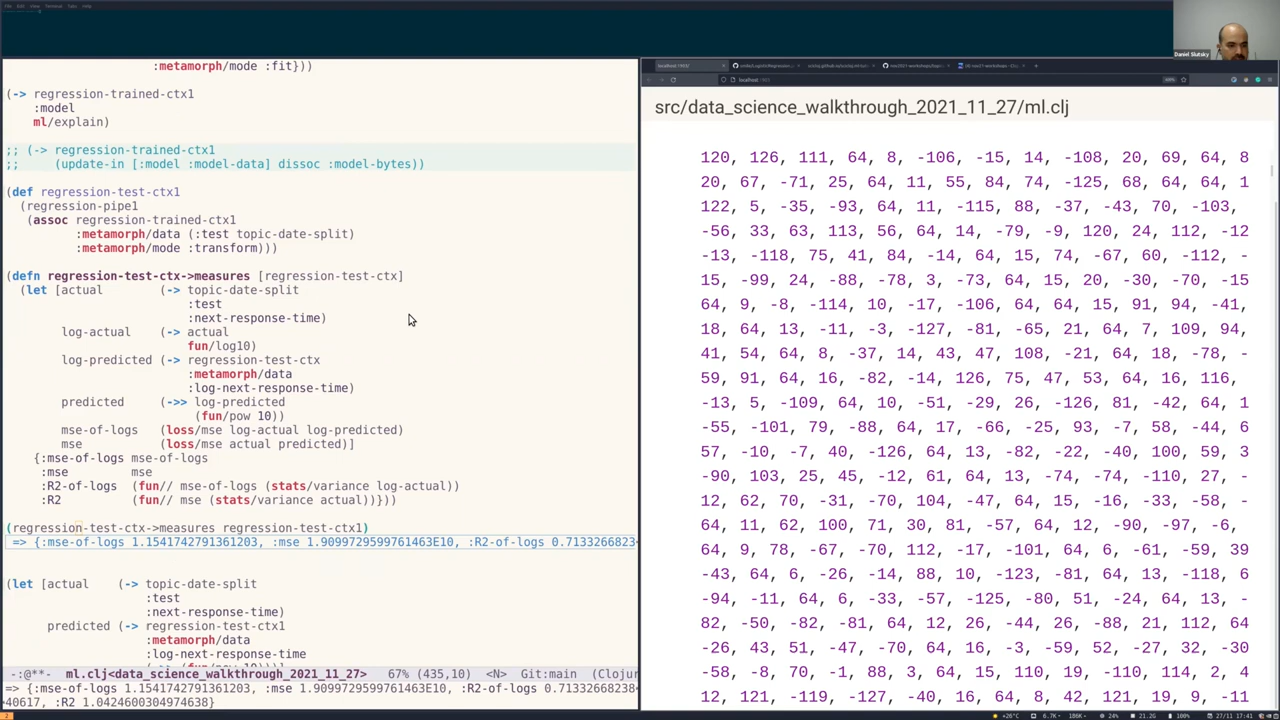 File Edit View Terminal Tabs Help
:metamorph/mode :fit}))
(-> regression-trained-ctx1
:model
ml/explain)
;; (-> regression-trained-ctx1
;; (update-in [:model :model-data] dissoc :model-bytes))
(def regression-test-ctx1
(regression-pipe1
(assoc regression-trained-ctx1
:metamorph/data (:test topic-date-split)
:metamorph/mode :transform)))
(defn regression-test-ctx->measures [regression-test-ctx]
(let [actual (-> topic-date-split
:test
:next-response-time)
log-actual (-> actual
fun/log10)
log-predicted (-> regression-test-ctx
:metamorph/data
:log-next-response-time)
predicted (->> log-predicted
(fun/pow 10))
mse-of-logs (loss/mse log-actual log-predicted)
mse (loss/mse actual predicted)]
{:mse-of-logs mse-of-logs
:mse mse
:R2-of-logs (fun// mse-of-logs (stats/variance log-actual))
:R2 (fun// mse (stats/variance actual))}))
(regression-test-ctx->measures regression-test-ctx1)
=> {:mse-of-logs 1.1541742791361203, :mse 1.9099729599761463E10, :R2-of-logs 0.7133266823
(let [actual (-> topic-date-split
:test
:next-response-time)
predicted (-> regression-test-ctx1
:metamorph/data
:log-next-response-time
-:@**- ml.clj<data_science_walkthrough_2021_11_27> 67% (435,10) <N> Git:main (Clojur
=> {:mse-of-logs 1.1541742791361203, :mse 1.9099729599761463E10, :R2-of-logs 0.71332668238
40617, :R2 1.0424600304974638}
Daniel Slutsky
src/data_science_walkthrough_2021_11_27/ml.clj
120, 126, 111, 64, 8, -106, -15, 14, -108, 20, 69, 64, 8
20, 67, -71, 25, 64, 11, 55, 84, 74, -125, 68, 64, 64, 1
122, 5, -35, -93, 64, 11, -115, 88, -37, -43, 70, -103,
-56, 33, 63, 113, 56, 64, 14, -79, -9, 120, 24, 112, -12
-13, -118, 75, 41, 84, -14, 64, 15, 74, -67, 60, -112, -
15, -99, 24, -88, -78, 3, -73, 64, 15, 20, -30, -70, -15
64, 9, -8, -114, 10, -17, -106, 64, 64, 15, 91, 94, -41,
18, 64, 13, -11, -3, -127, -81, -65, 21, 64, 7, 109, 94,
41, 54, 64, 8, -37, 14, 43, 47, 108, -21, 64, 18, -78, -
59, 91, 64, 16, -82, -14, 126, 75, 47, 53, 64, 16, 116,
-13, 5, -109, 64, 10, -51, -29, 26, -126, 81, -42, 64, 1
-55, -101, 79, -88, 64, 17, -66, -25, 93, -7, 58, -44, 6
57, -10, -7, 40, -126, 64, 13, -82, -22, -40, 100, 59, 3
-90, 103, 25, 45, -12, 61, 64, 13, -74, -74, -110, 27, -
12, 62, 70, -31, -70, 104, -47, 64, 15, -16, -33, -58, -
64, 11, 62, 100, 71, 30, 81, -57, 64, 12, -90, -97, -6,
64, 9, 78, -67, -70, 112, -17, -101, 64, 6, -61, -59, 39
-43, 64, 6, -26, -14, 88, 10, -123, -81, 64, 13, -118, 6
-94, -11, 64, 6, -33, -57, -125, -80, 51, -24, 64, 13, -
82, -50, -82, -81, 64, 12, 26, -44, 26, -88, 21, 112, 64
-26, 43, 51, -47, -70, 64, 16, -3, -59, 52, -27, 32, -30
-58, -8, 70, -1, 88, 3, 64, 15, 110, 19, -110, 114, 2, 4
12, 121, -119, -127, -40, 16, 64, 8, 42, 121, 19, 9, -11
27/11 17:41